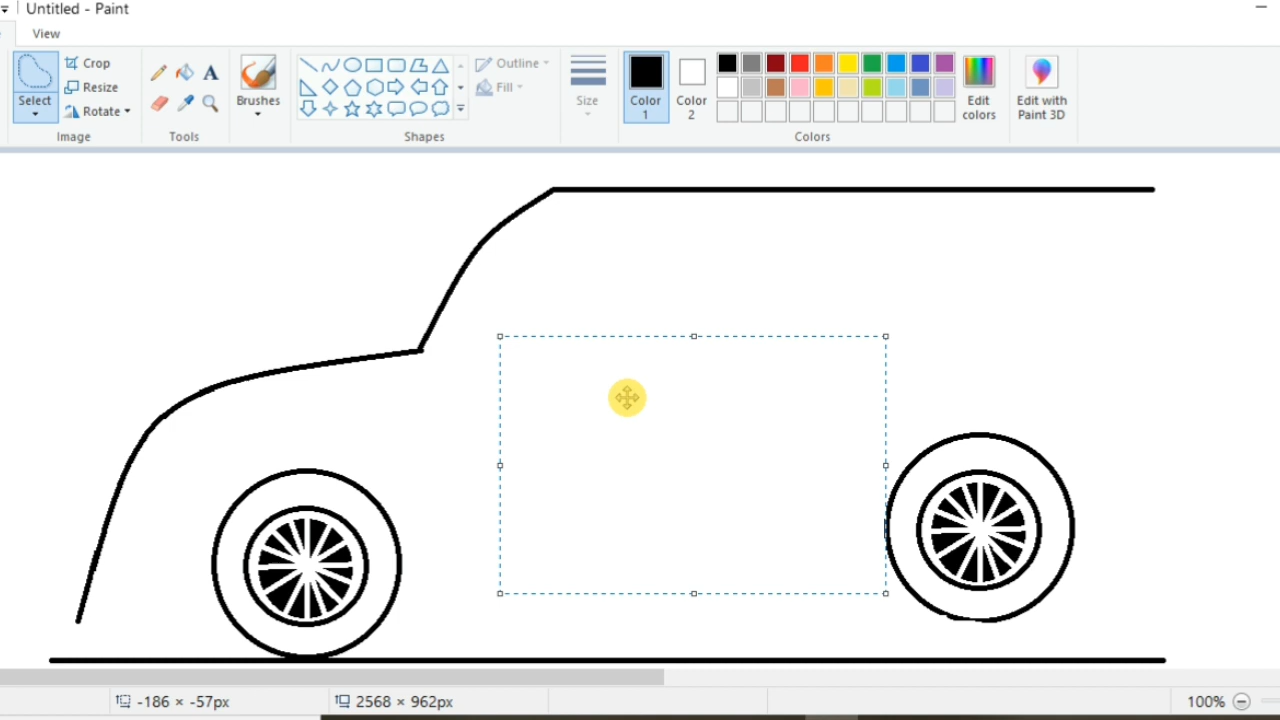 Untitled - Paint
View
Select
Crop
Resize
Rotate
Image
Tools
Brushes
Shapes
Outline
Fill
Size
Color 1
Color 2
Colors
Edit colors
Edit with Paint 3D
-186 × -57px
2568 × 962px
100%